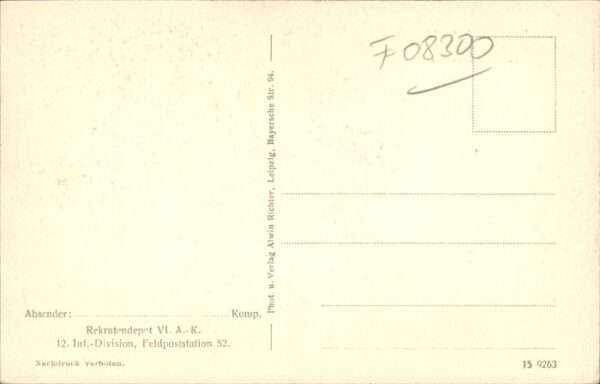 F 08300
Phot. u. Verlag Alwin Richter, Leipzig, Bayersche Str. 94.
Absender: Komp.
Rekrutendepot VI. A.-K.
12. Inf.-Division, Feldpoststation 52.
Nachdruck verboten.
15 9263